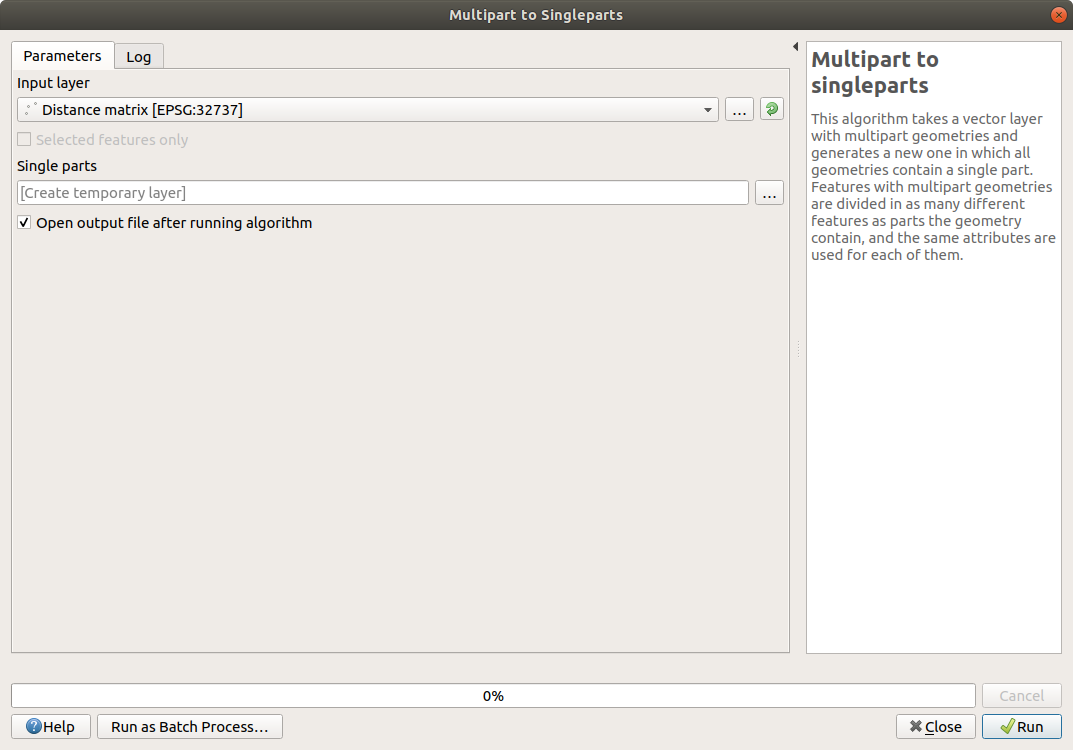 Multipart to Singleparts
Parameters
Log
Input layer
Distance matrix [EPSG:32737]
...
Selected features only
Single parts
[Create temporary layer]
...
Open output file after running algorithm
Multipart to
singleparts
This algorithm takes a vector layer
with multipart geometries and
generates a new one in which all
geometries contain a single part.
Features with multipart geometries
are divided in as many different
features as parts the geometry
contain, and the same attributes are
used for each of them.
0%
Cancel
Help
Run as Batch Process...
Close
Run